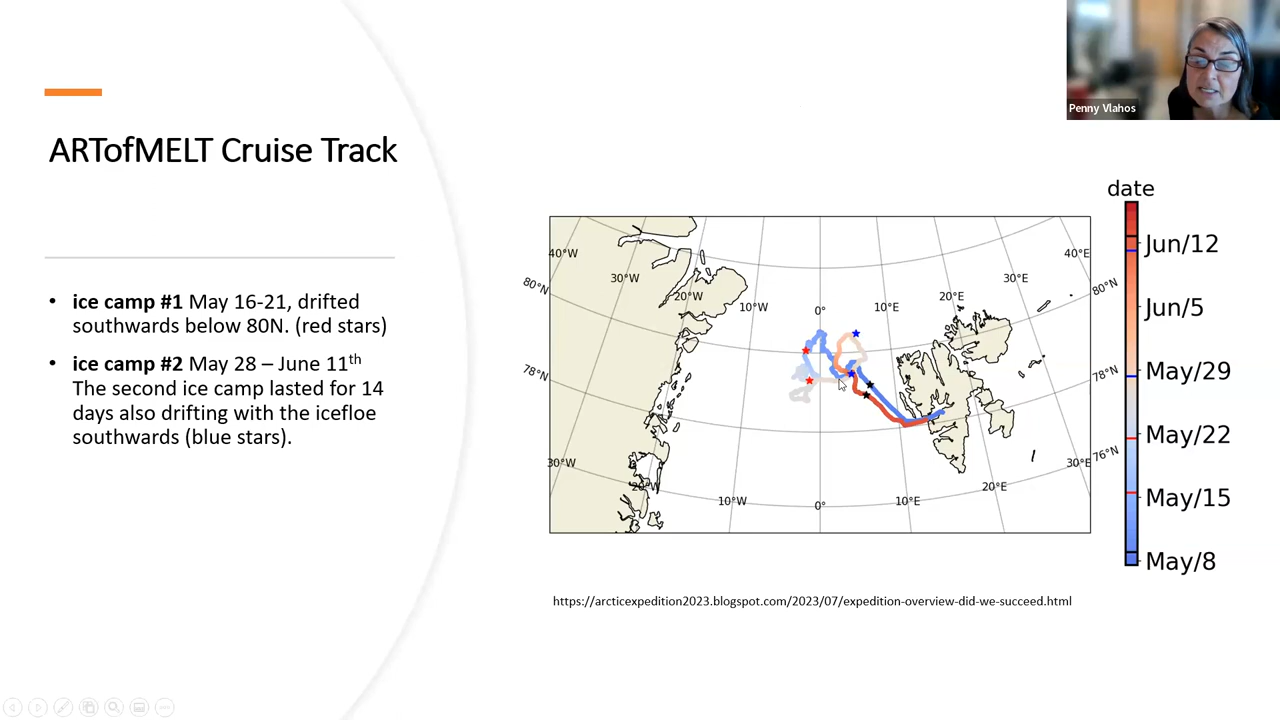 Penny Vlahos
ARTofMELT Cruise Track
• ice camp #1 May 16-21, drifted
southwards below 80N. (red stars)
• ice camp #2 May 28 – June 11th
The second ice camp lasted for 14
days also drifting with the icefloe
southwards (blue stars).
date
Jun/12
Jun/5
May/29
May/22
May/15
May/8
40°W
30°W
20°W
10°W
0°
10°E
20°E
30°E
40°E
80°N
80°N
78°N
78°N
76°N
30°W
20°W
10°W
0°
10°E
20°E
30°E
https://arcticexpedition2023.blogspot.com/2023/07/expedition-overview-did-we-succeed.html